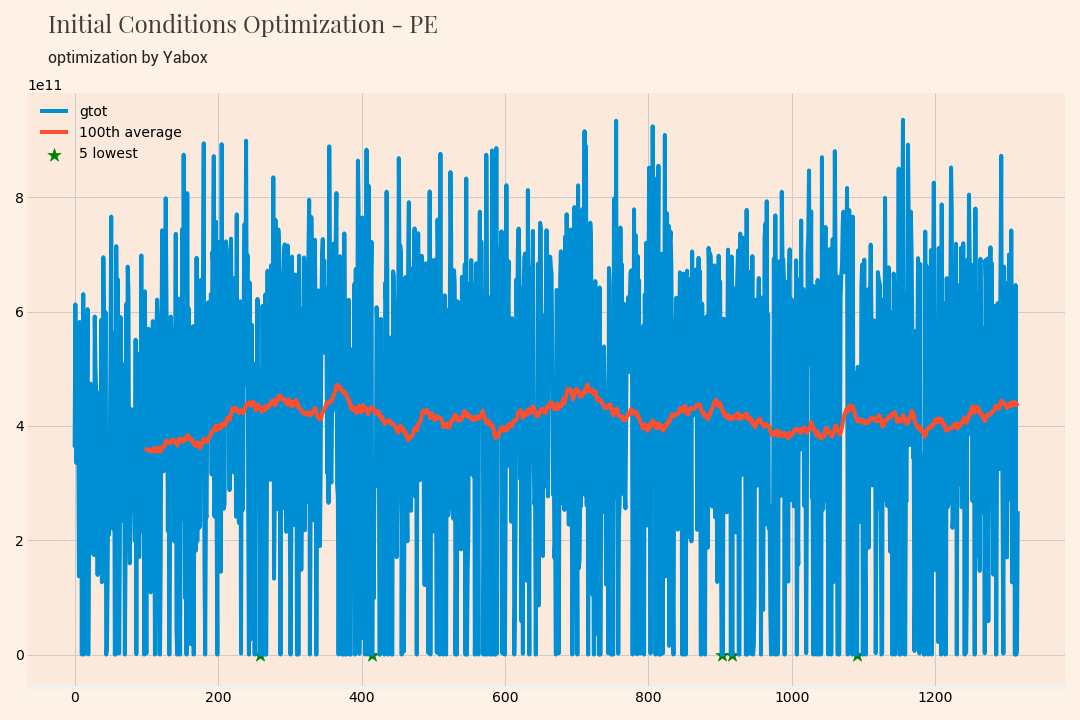 Initial Conditions Optimization - PE
optimization by Yabox
1e11
gtot
100th average
5 lowest
8
6
4
2
0
0 200 400 600 800 1000 1200